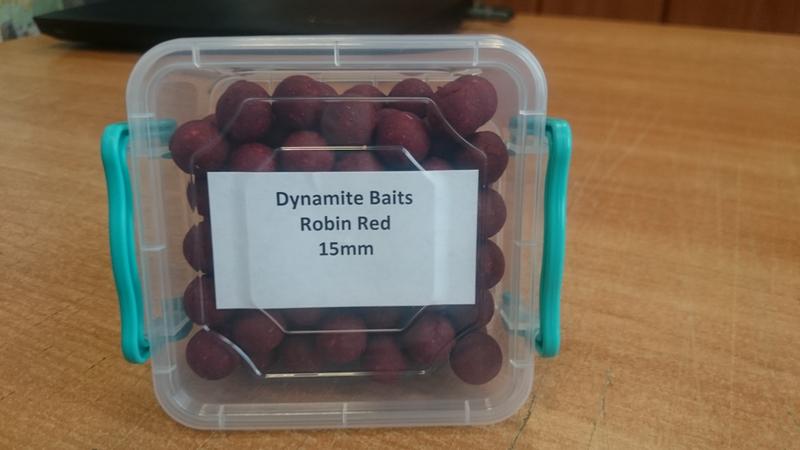 Dynamite Baits
Robin Red
15mm